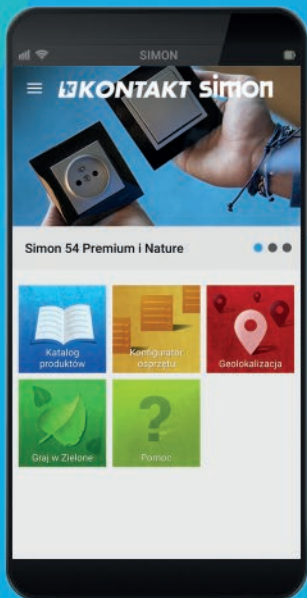 SIMON
KONTAKT simon
Simon 54 Premium i Nature
Katalog
produktów
Konfigurator
osprzętu
Geolokalizacja
Graj w Zielone
?
Pomoc